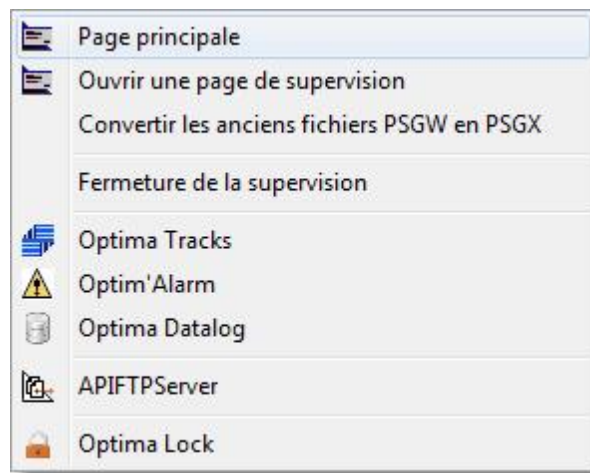 Page principale
Ouvrir une page de supervision
Convertir les anciens fichiers PSGW en PSGX
Fermeture de la supervision
Optima Tracks
Optim'Alarm
Optima Datalog
APIFTPServer
Optima Lock